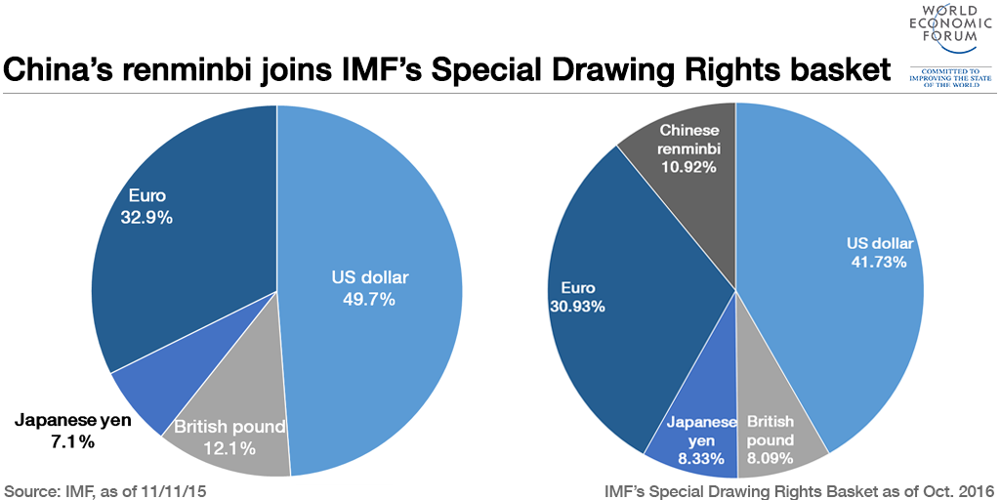 WORLD
ECONOMIC
FORUM
COMMITTED TO
IMPROVING THE STATE
OF THE WORLD
China's renminbi joins IMF's Special Drawing Rights basket
Euro
32.9%
US dollar
49.7%
Japanese yen
7.1%
British pound
12.1%
Source: IMF, as of 11/11/15
Chinese
renminbi
10.92%
US dollar
41.73%
Euro
30.93%
Japanese
yen
8.33%
British
pound
8.09%
IMF's Special Drawing Rights Basket as of Oct. 2016